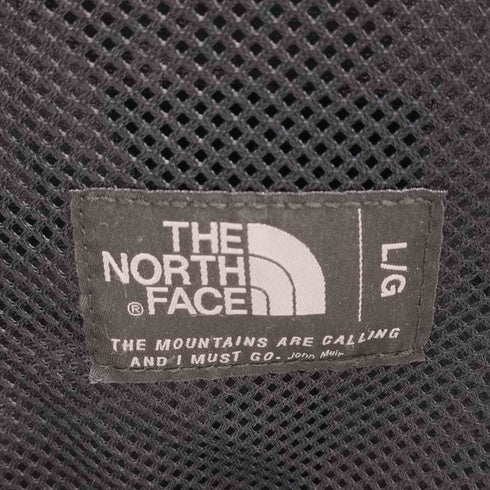 THE
NORTH
® FACE
L/G
THE MOUNTAINS ARE CALLING
AND I MUST GO. John Muir